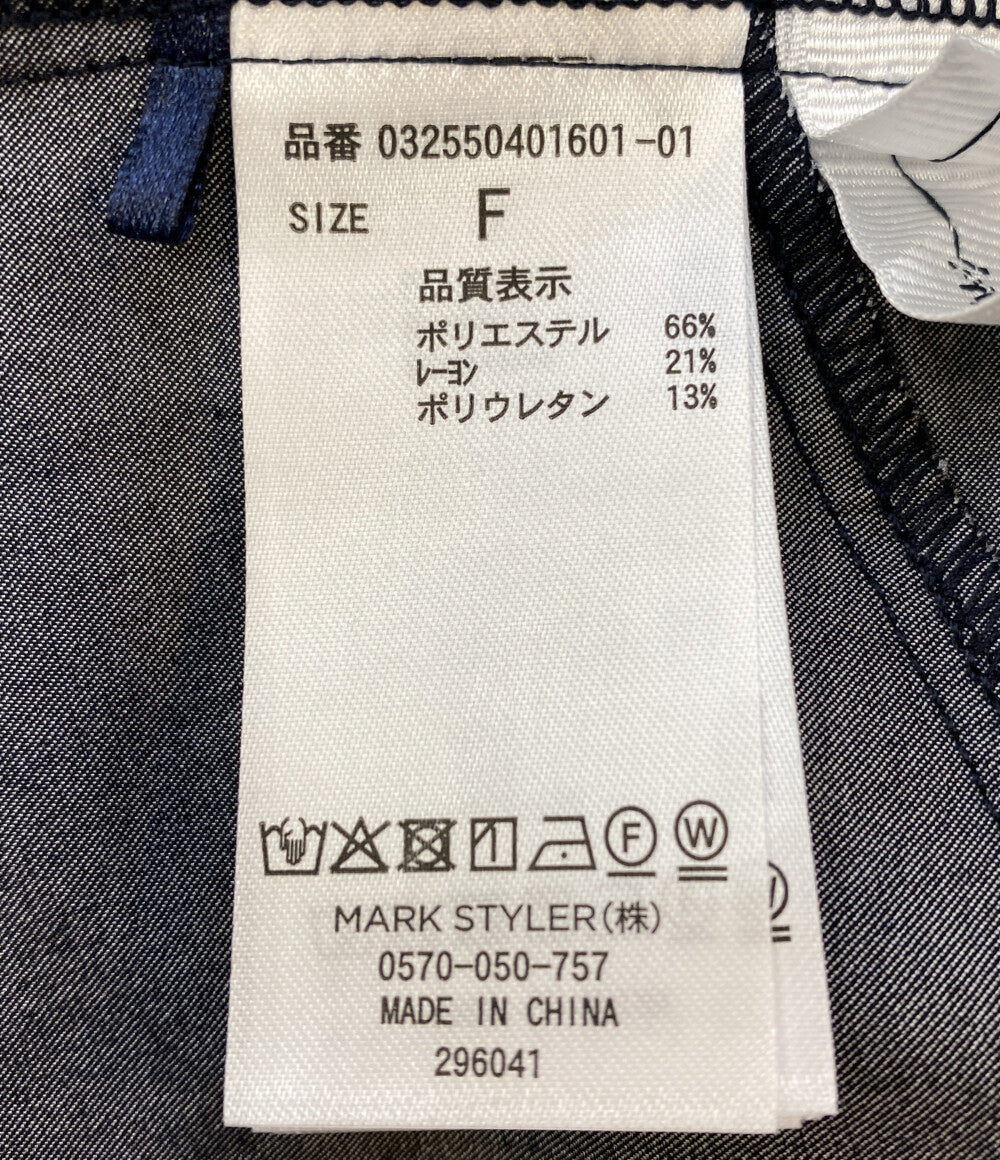 品番 032550401601-01
SIZE F
品質表示
ポリエステル 66%
ﾚｰﾖﾝ 21%
ポリウレタン 13%
F W
MARK STYLER(株)
0570-050-757
MADE IN CHINA
296041